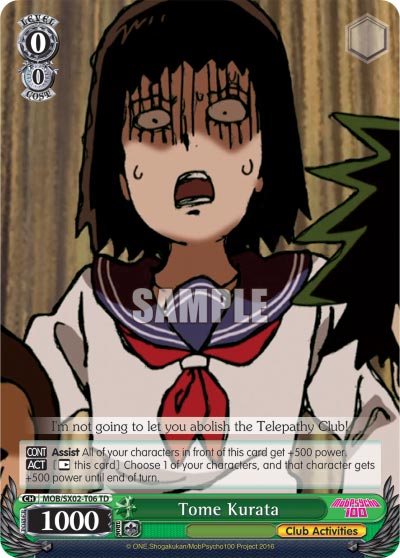 LEVEL
0
0
COST
SAMPLE
I'm not going to let you abolish the Telepathy Club!
CONT Assist All of your characters in front of this card get +500 power.
ACT [ this card] Choose 1 of your characters, and that character gets
+500 power until end of turn.
CH MOB/SX02-T06 TD
POWER 1000
Tome Kurata
MobPsycho 100
Club Activities
© ONE,Shogakukan/MobPsycho100 Project 2016